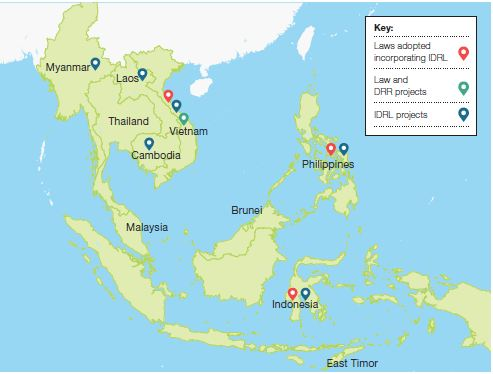 Key:
Laws adopted
incorporating IDRL
Law and
DRR projects
IDRL projects
Myanmar
Laos
Thailand
Vietnam
Cambodia
Philippines
Brunei
Malaysia
Indonesia
East Timor